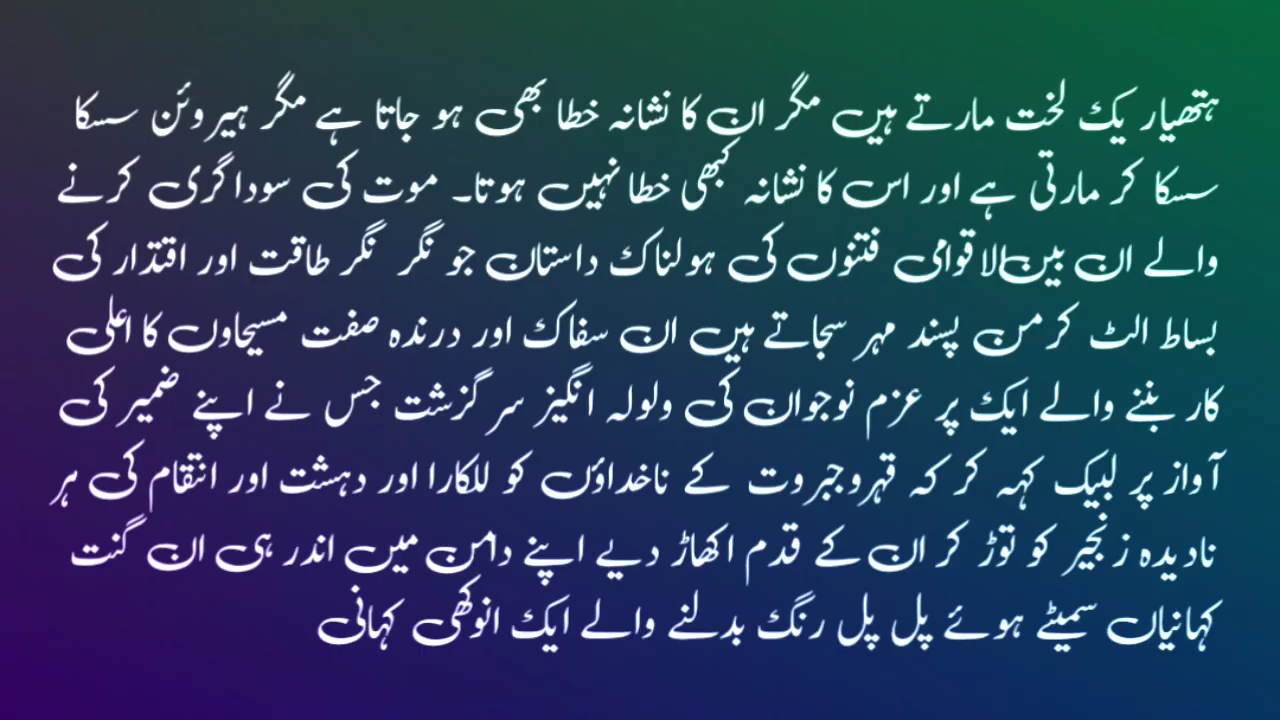 ہتھیار یک لخت مارتے ہیں مگر ان کا نشانہ خطا بھی ہو جاتا ہے مگر ہیروئن سسکا
سسکا کر مارتی ہے اور اس کا نشانہ کبھی خطا نہیں ہوتا۔ موت کی سوداگری کرنے
والے ان بین الاقوامی فتنوں کی ہولناک داستان جو نگر نگر طاقت اور اقتدار کی
بساط الٹ کر من پسند مہر سجاتے ہیں ان سفاک اور درندہ صفت مسیحاوں کا اعلی
کار بننے والے ایک پر عزم نوجوان کی ولولہ انگیز سرگزشت جس نے اپنے ضمیر کی
آواز پر لبیک کہہ کر کہ قہروجبروت کے ناخداؤں کو للکارا اور دہشت اور انتقام کی ہر
نادیدہ زنجیر کو توڑ کر ان کے قدم اکھاڑ دیے اپنے دامن میں اندر ہی ان گنت
کہانیاں سمیٹے ہوئے پل پل رنگ بدلنے والے ایک انوکھی کہانی